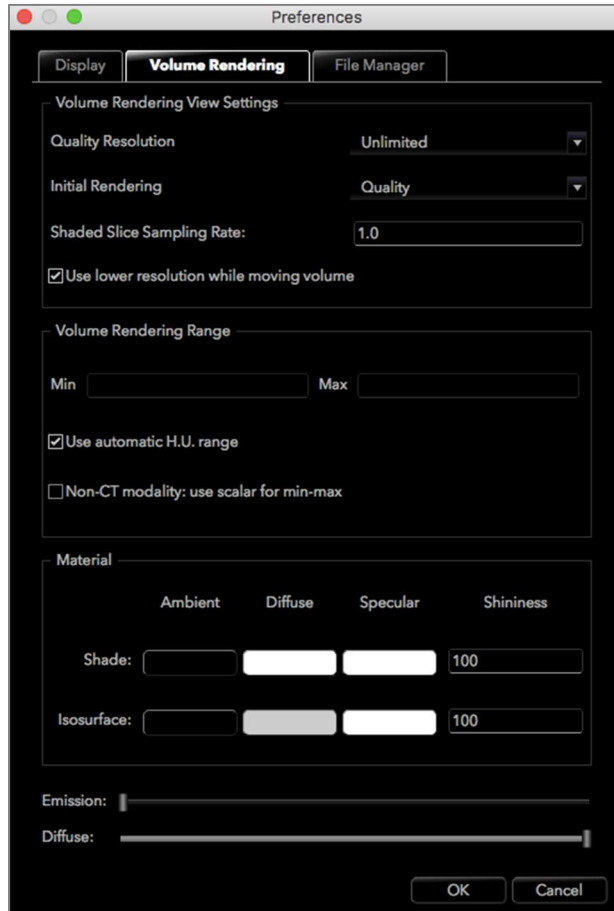 Preferences
Display Volume Rendering File Manager
Volume Rendering View Settings
Quality Resolution Unlimited
Initial Rendering Quality
Shaded Slice Sampling Rate: 1.0
Use lower resolution while moving volume
Volume Rendering Range
Min Max
Use automatic H.U. range
Non-CT modality: use scalar for min-max
Material
Ambient Diffuse Specular Shininess
Shade: 100
Isosurface: 100
Emission:
Diffuse:
OK Cancel